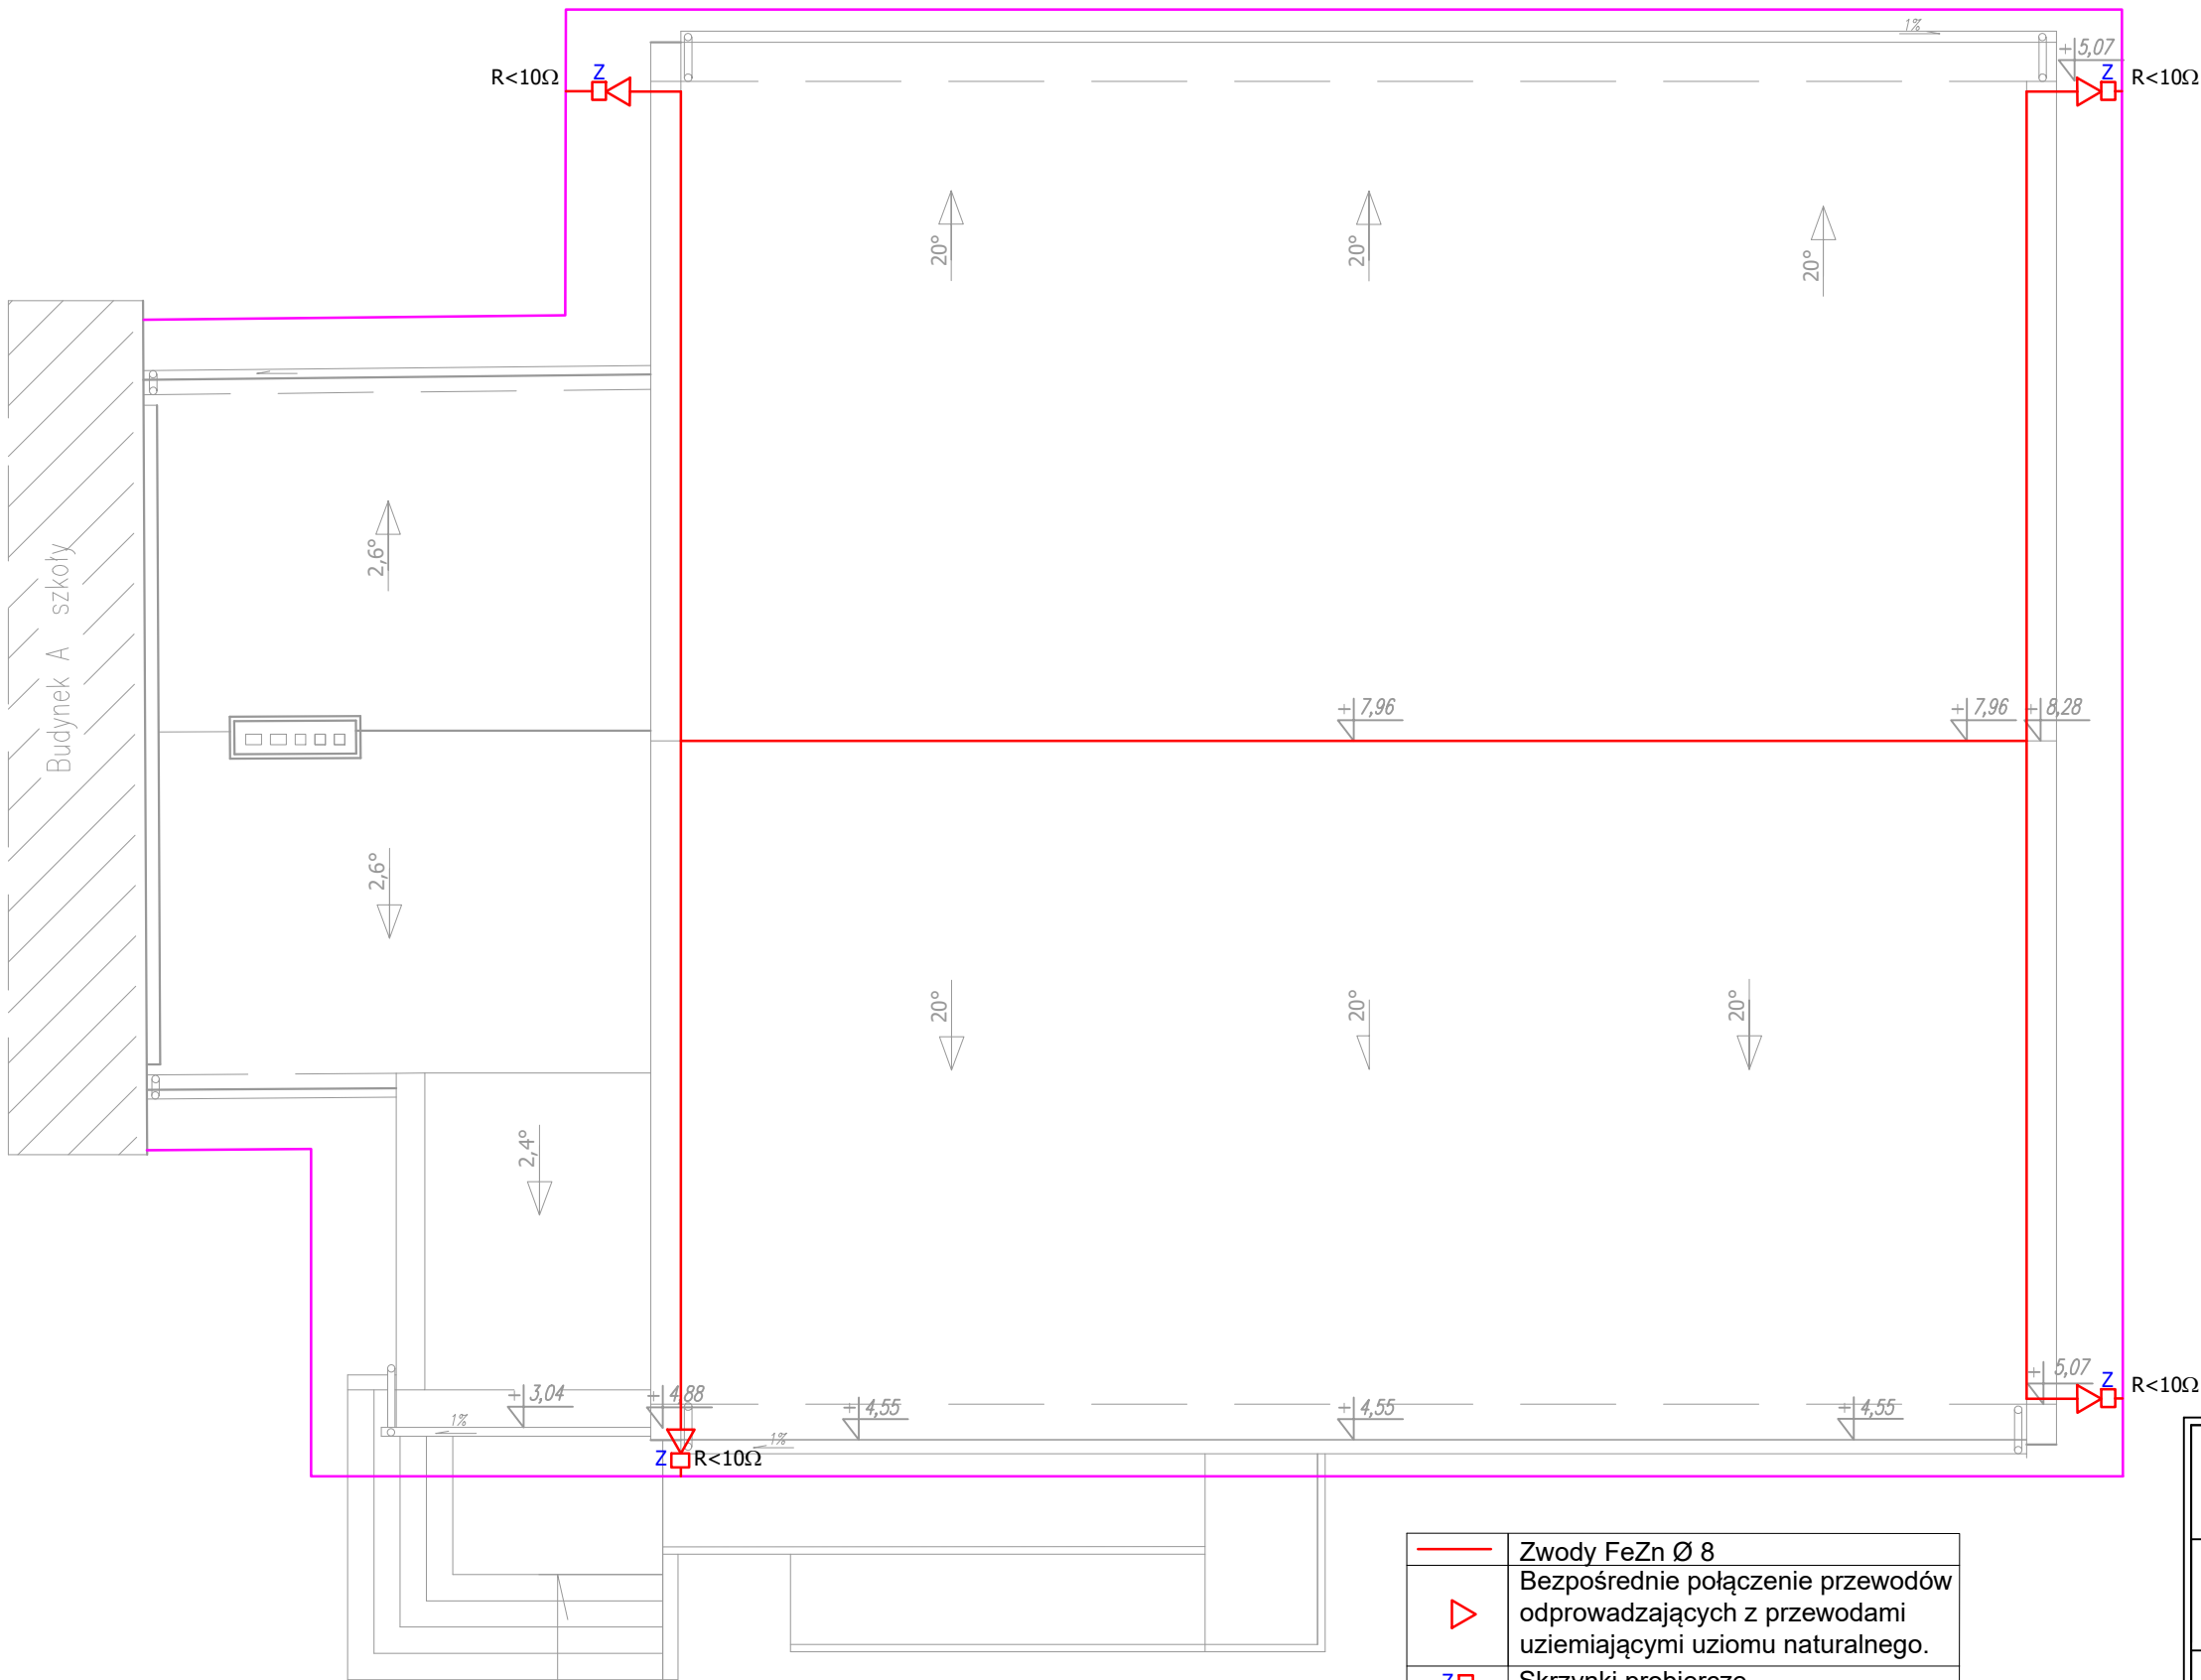 1%
+5,07
R<10Ω
Z
Z
R<10Ω
20°
20°
20°
Budynek A szkoły
2,6°
+7,96
+7,96
+8,28
2,6°
20°
20°
20°
2,4°
+5,07
Z
R<10Ω
+3,04
+4,88
+4,55
+4,55
+4,55
1%
1%
Z
R<10Ω
Zwody FeZn Ø 8
Bezpośrednie połączenie przewodów
odprowadzających z przewodami
uziemiającymi uziomu naturalnego.
Z
Skrzynki probiercze